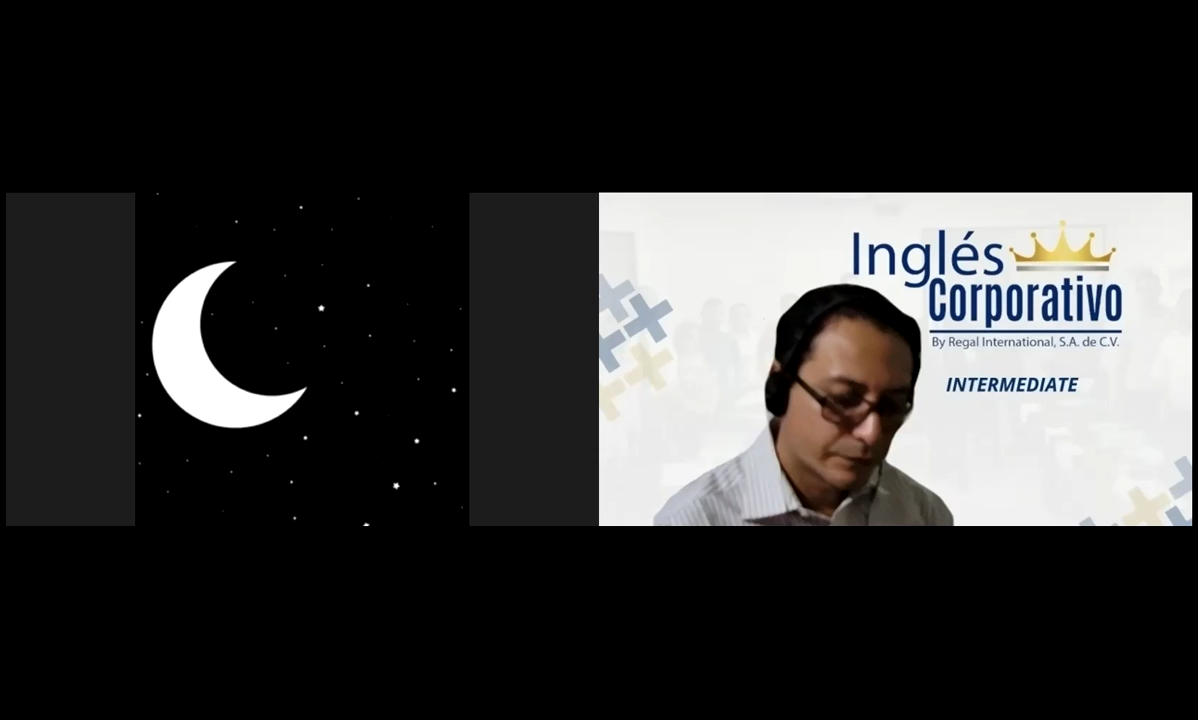 Inglés
Corporativo
By Regal International, S.A. de C.V.
INTERMEDIATE